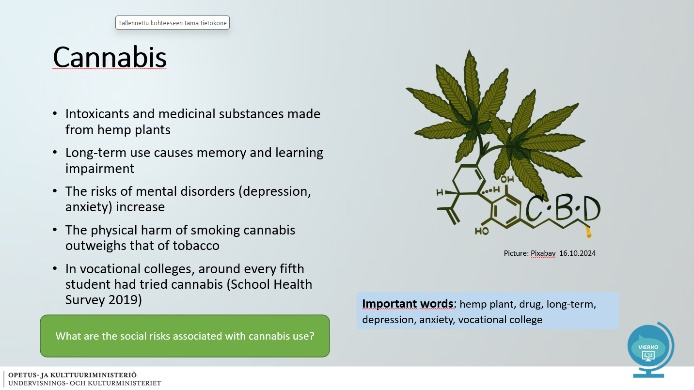 Tallennettu kohteeseen Tämä tietokone
Cannabis
• Intoxicants and medicinal substances made
from hemp plants
• Long-term use causes memory and learning
impairment
• The risks of mental disorders (depression,
anxiety) increase
• The physical harm of smoking cannabis
outweighs that of tobacco
• In vocational colleges, around every fifth
student had tried cannabis (School Health
Survey 2019)
What are the social risks associated with cannabis use?
H
H
OH
HO
C·B·D
Picture: Pixabay 16.10.2024
Important words: hemp plant, drug, long-term,
depression, anxiety, vocational college
VIERKO
OPETUS- JA KULTTUURIMINISTERIÖ
UNDERVISNINGS- OCH KULTURMINISTERIET